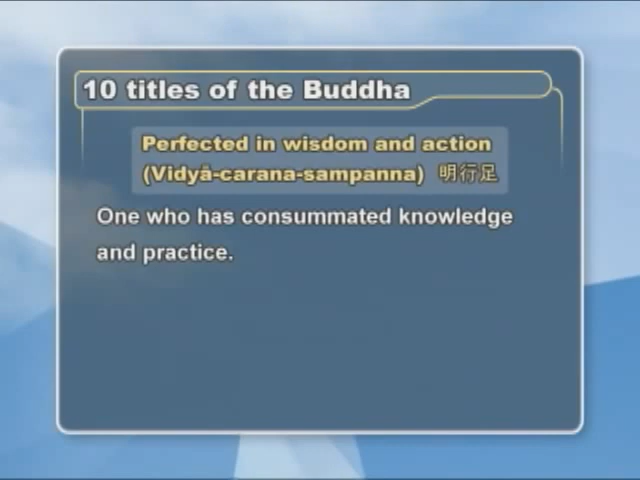 10 titles of the Buddha
Perfected in wisdom and action
(Vidyā-carana-sampanna) 明行足
One who has consummated knowledge
and practice.